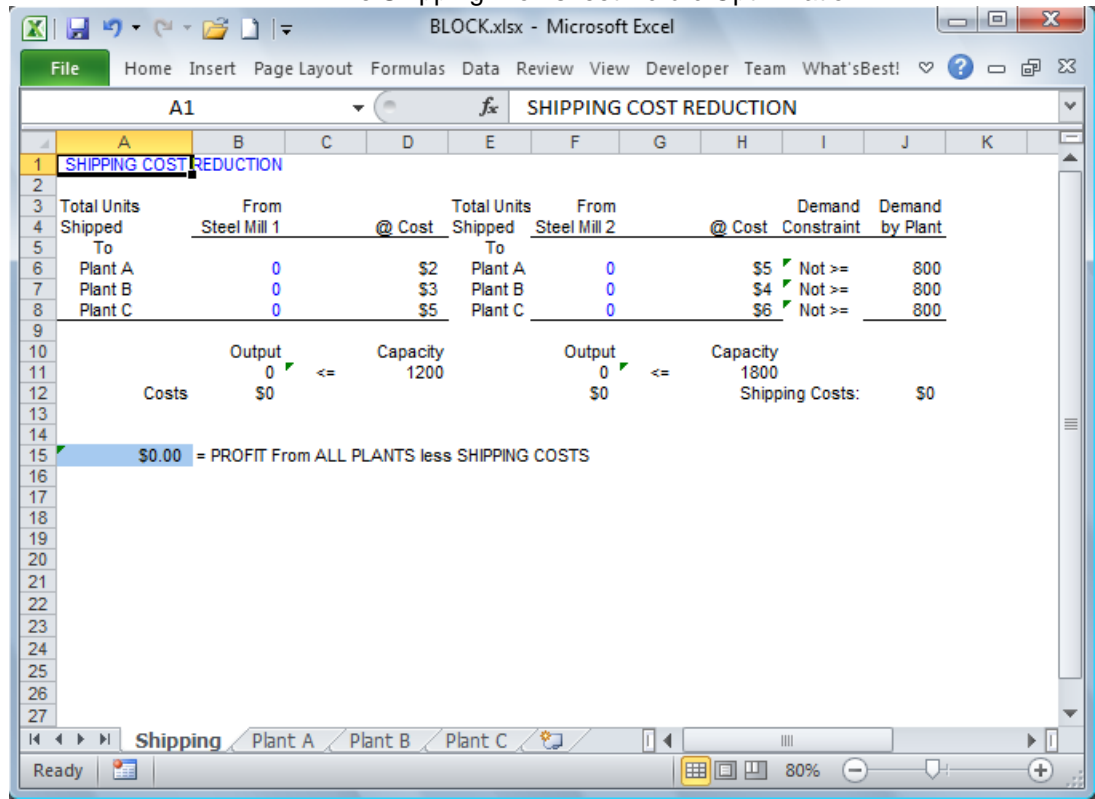 BLOCK.xlsx - Microsoft Excel
File Home Insert Page Layout Formulas Data Review View Developer Team What'sBest!
A1 fx SHIPPING COST REDUCTION
A B C D E F G H I J K
1 SHIPPING COST REDUCTION
2
3 Total Units From Total Units From Demand Demand
4 Shipped Steel Mill 1 @ Cost Shipped Steel Mill 2 @ Cost Constraint by Plant
5 To To
6 Plant A 0 $2 Plant A 0 $5 Not >= 800
7 Plant B 0 $3 Plant B 0 $4 Not >= 800
8 Plant C 0 $5 Plant C 0 $6 Not >= 800
9
10 Output Capacity Output Capacity
11 0 <= 1200 0 <= 1800
12 Costs $0 $0 Shipping Costs: $0
13
14
15 $0.00 = PROFIT From ALL PLANTS less SHIPPING COSTS
16
17
18
19
20
21
22
23
24
25
26
27
Shipping Plant A Plant B Plant C
Ready 80%